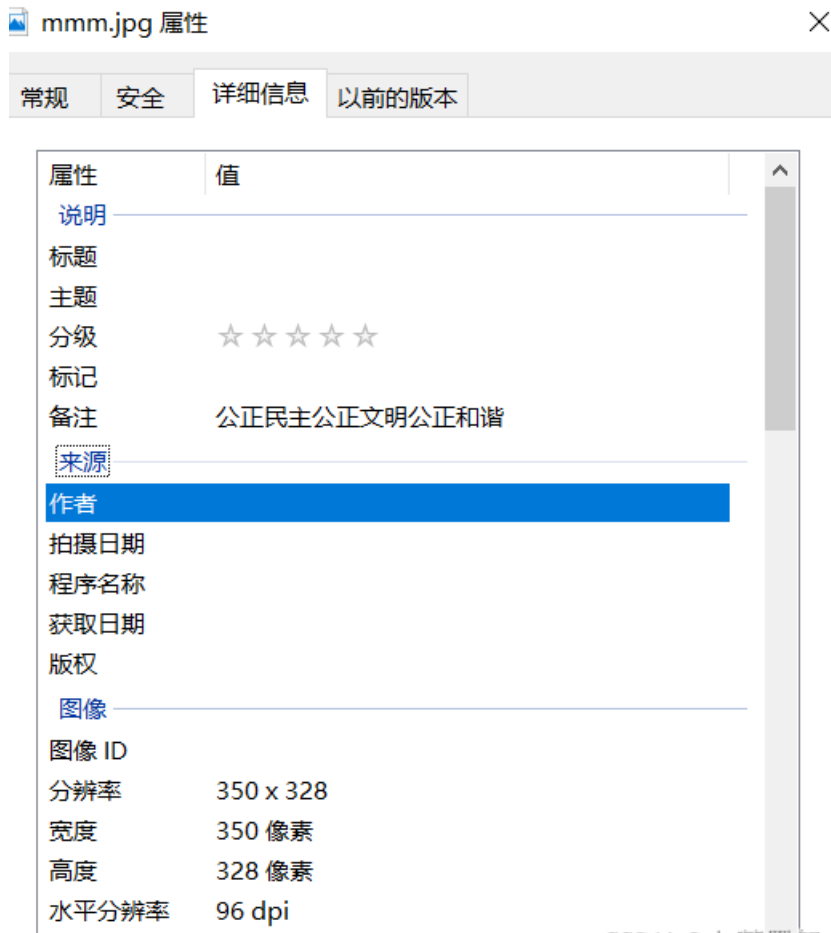 mmm.jpg 属性
常规 安全 详细信息 以前的版本
属性 值
说明
标题
主题
分级
标记
备注 公正民主公正文明公正和谐
来源
作者
拍摄日期
程序名称
获取日期
版权
图像
图像 ID
分辨率 350 x 328
宽度 350 像素
高度 328 像素
水平分辨率 96 dpi